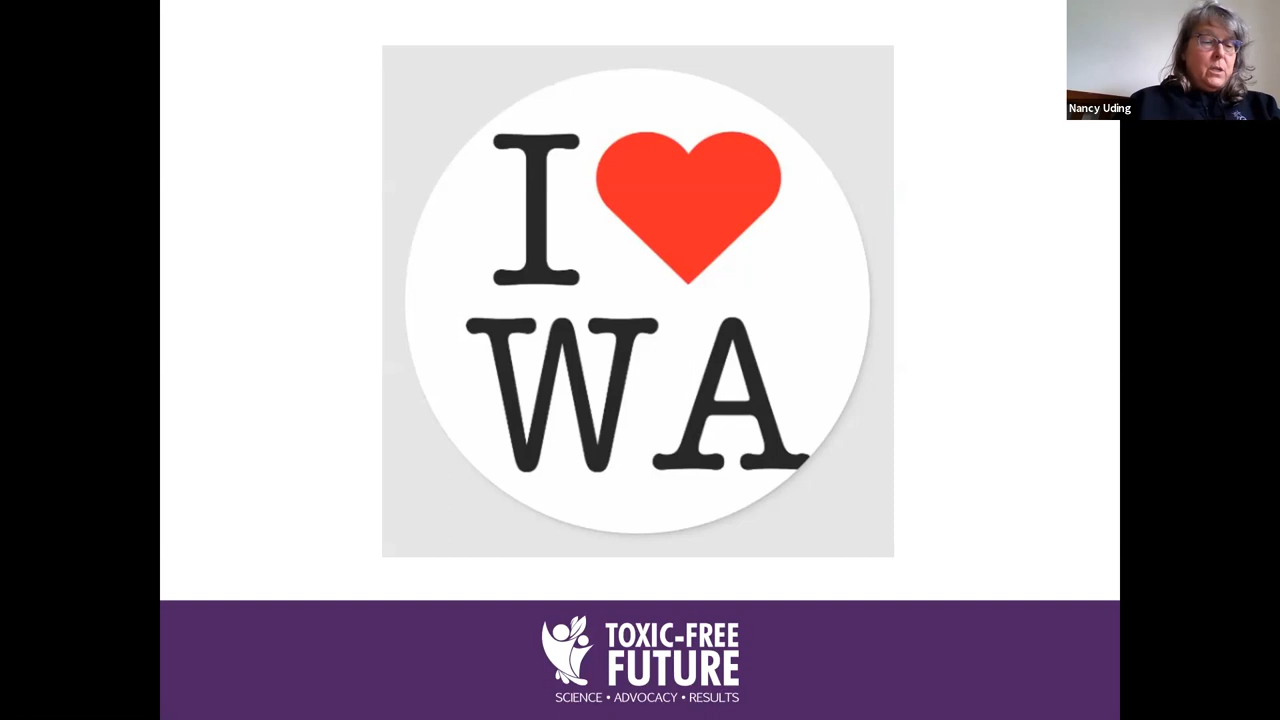 I
WA
Nancy Uding
TOXIC-FREE
FUTURE
SCIENCE • ADVOCACY • RESULTS